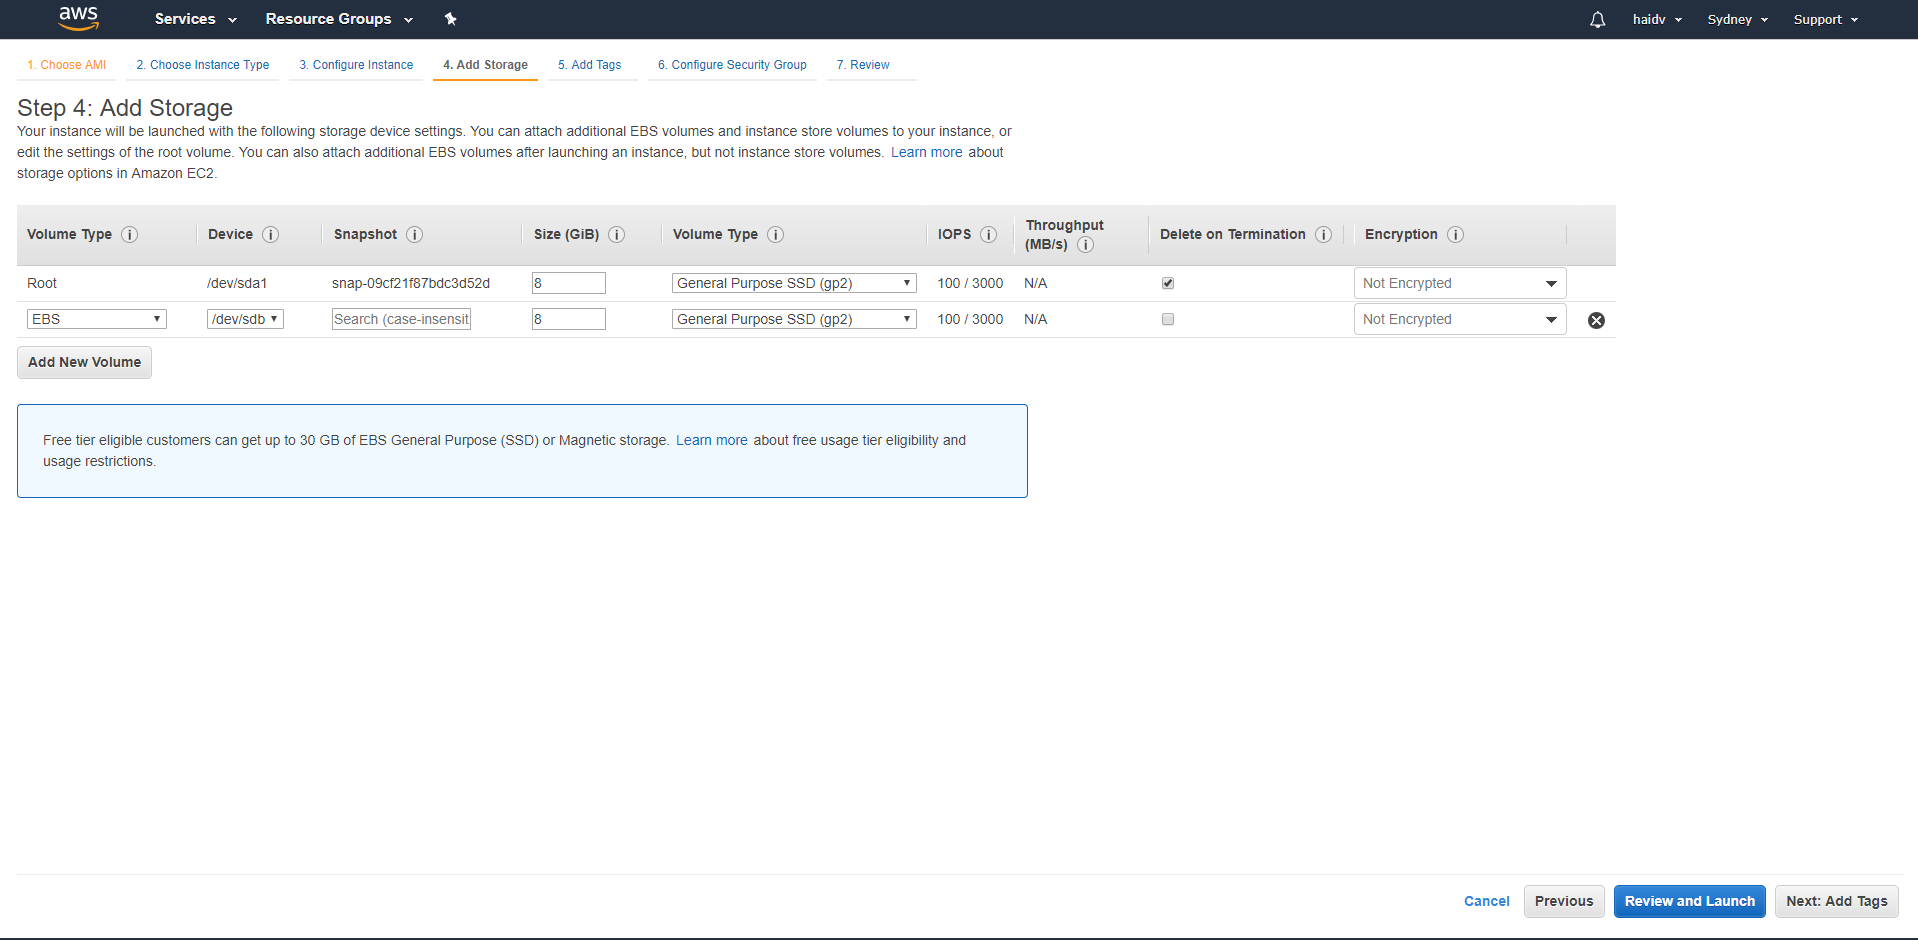 aws Services Resource Groups haidv Sydney Support
1. Choose AMI 2. Choose Instance Type 3. Configure Instance 4. Add Storage 5. Add Tags 6. Configure Security Group 7. Review
Step 4: Add Storage
Your instance will be launched with the following storage device settings. You can attach additional EBS volumes and instance store volumes to your instance, or
edit the settings of the root volume. You can also attach additional EBS volumes after launching an instance, but not instance store volumes. Learn more about
storage options in Amazon EC2.
Volume Type i Device i Snapshot i Size (GiB) i Volume Type i IOPS i Throughput
(MB/s) i Delete on Termination i Encryption i
Root /dev/sda1 snap-09cf21f87bdc3d52d 8 General Purpose SSD (gp2) 100 / 3000 N/A Not Encrypted
EBS /dev/sdb Search (case-insensit 8 General Purpose SSD (gp2) 100 / 3000 N/A Not Encrypted
Add New Volume
Free tier eligible customers can get up to 30 GB of EBS General Purpose (SSD) or Magnetic storage. Learn more about free usage tier eligibility and
usage restrictions.
Cancel Previous Review and Launch Next: Add Tags